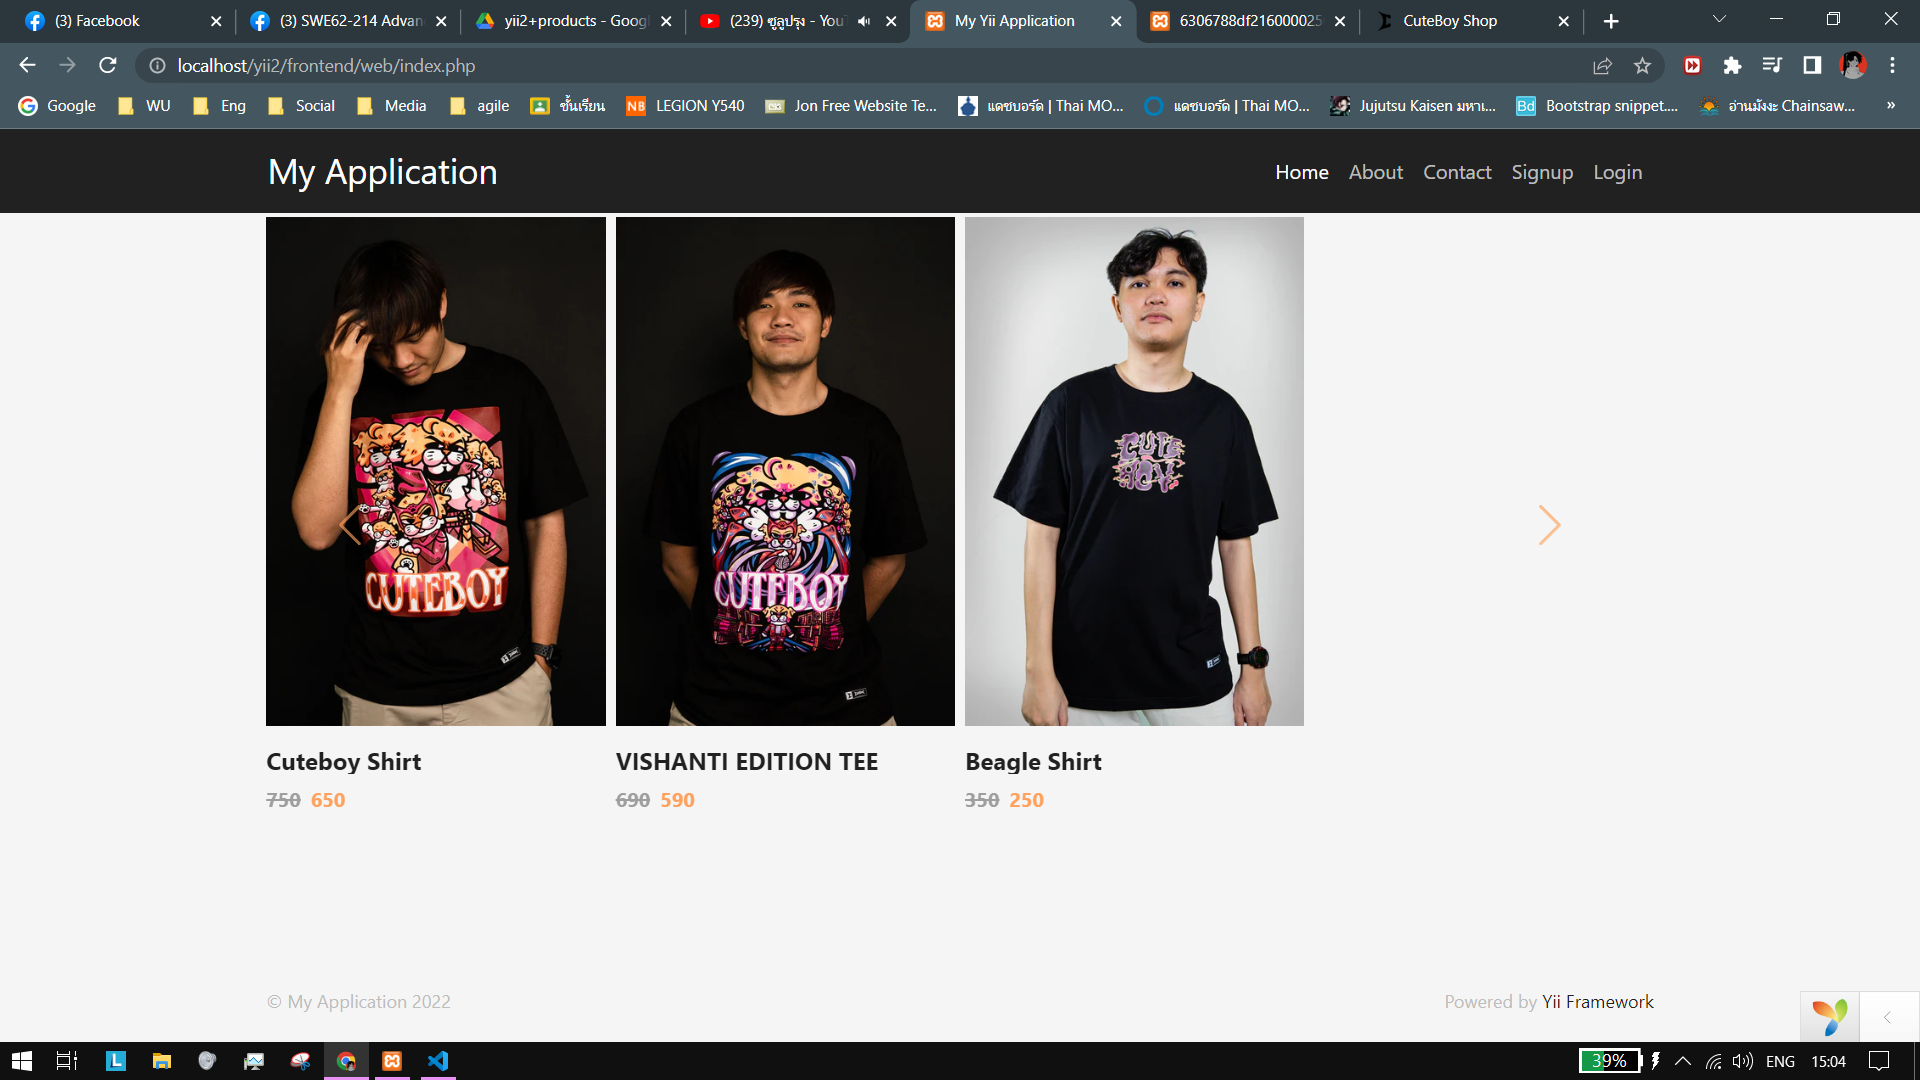 (3) Facebook
(3) SWE62-214 Advan
yii2+products - Googl
(239) ซูลูปรุง - You
My Yii Application
6306788df216000025
CuteBoy Shop
localhost/yii2/frontend/web/index.php
Google
WU
Eng
Social
Media
agile
ชั้นเรียน
NB LEGION Y540
Jon Free Website Te...
แดชบอร์ด | Thai MO...
แดชบอร์ด | Thai MO...
Jujutsu Kaisen มหาเ...
Bd Bootstrap snippet....
อ่านมังงะ Chainsaw...
»
My Application
Home About Contact Signup Login
CUTEBOY
CUTEBOY
CUTE
BOY
Cuteboy Shirt
750 650
VISHANTI EDITION TEE
690 590
Beagle Shirt
350 250
© My Application 2022
Powered by Yii Framework
L
39%
ENG
15:04